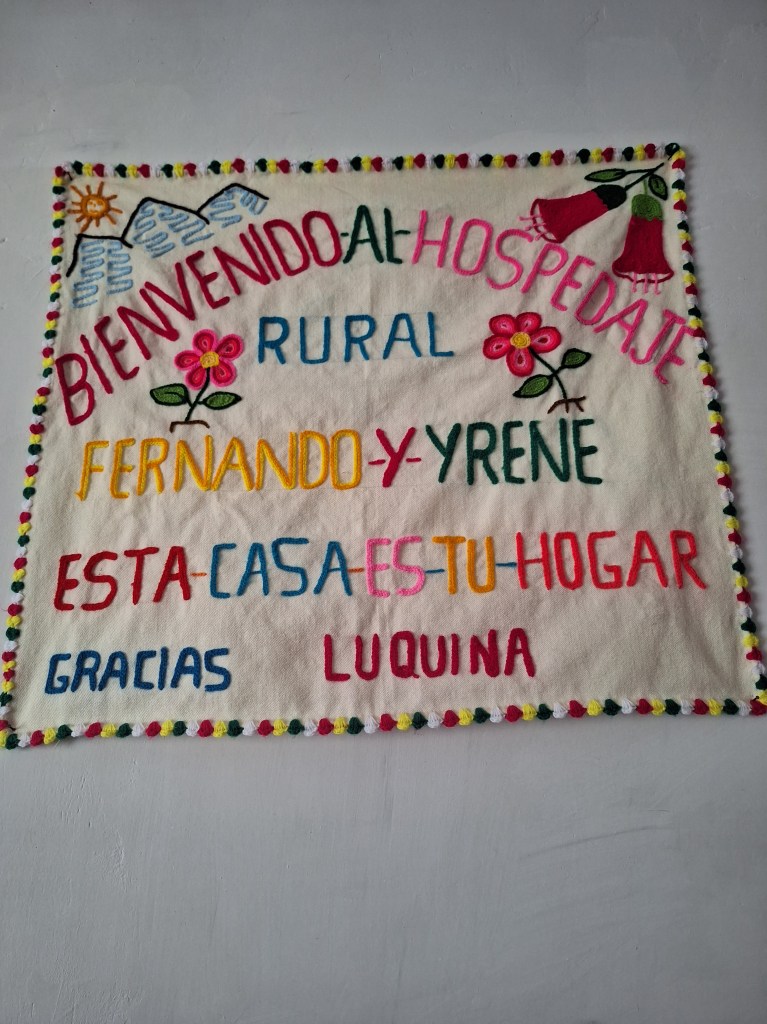 BIENVENIDO-AL-HOSPEDAJE
RURAL
FERNANDO-Y-YRENE
ESTA-CASA-ES-TU-HOGAR
GRACIAS LUQUINA